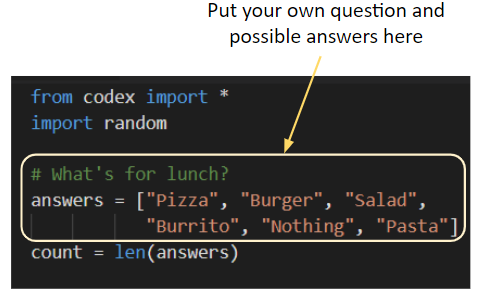 Put your own question and
possible answers here
from codex import *
import random
# What's for lunch?
answers = ["Pizza", "Burger", "Salad",
"Burrito", "Nothing", "Pasta"]
count = len(answers)